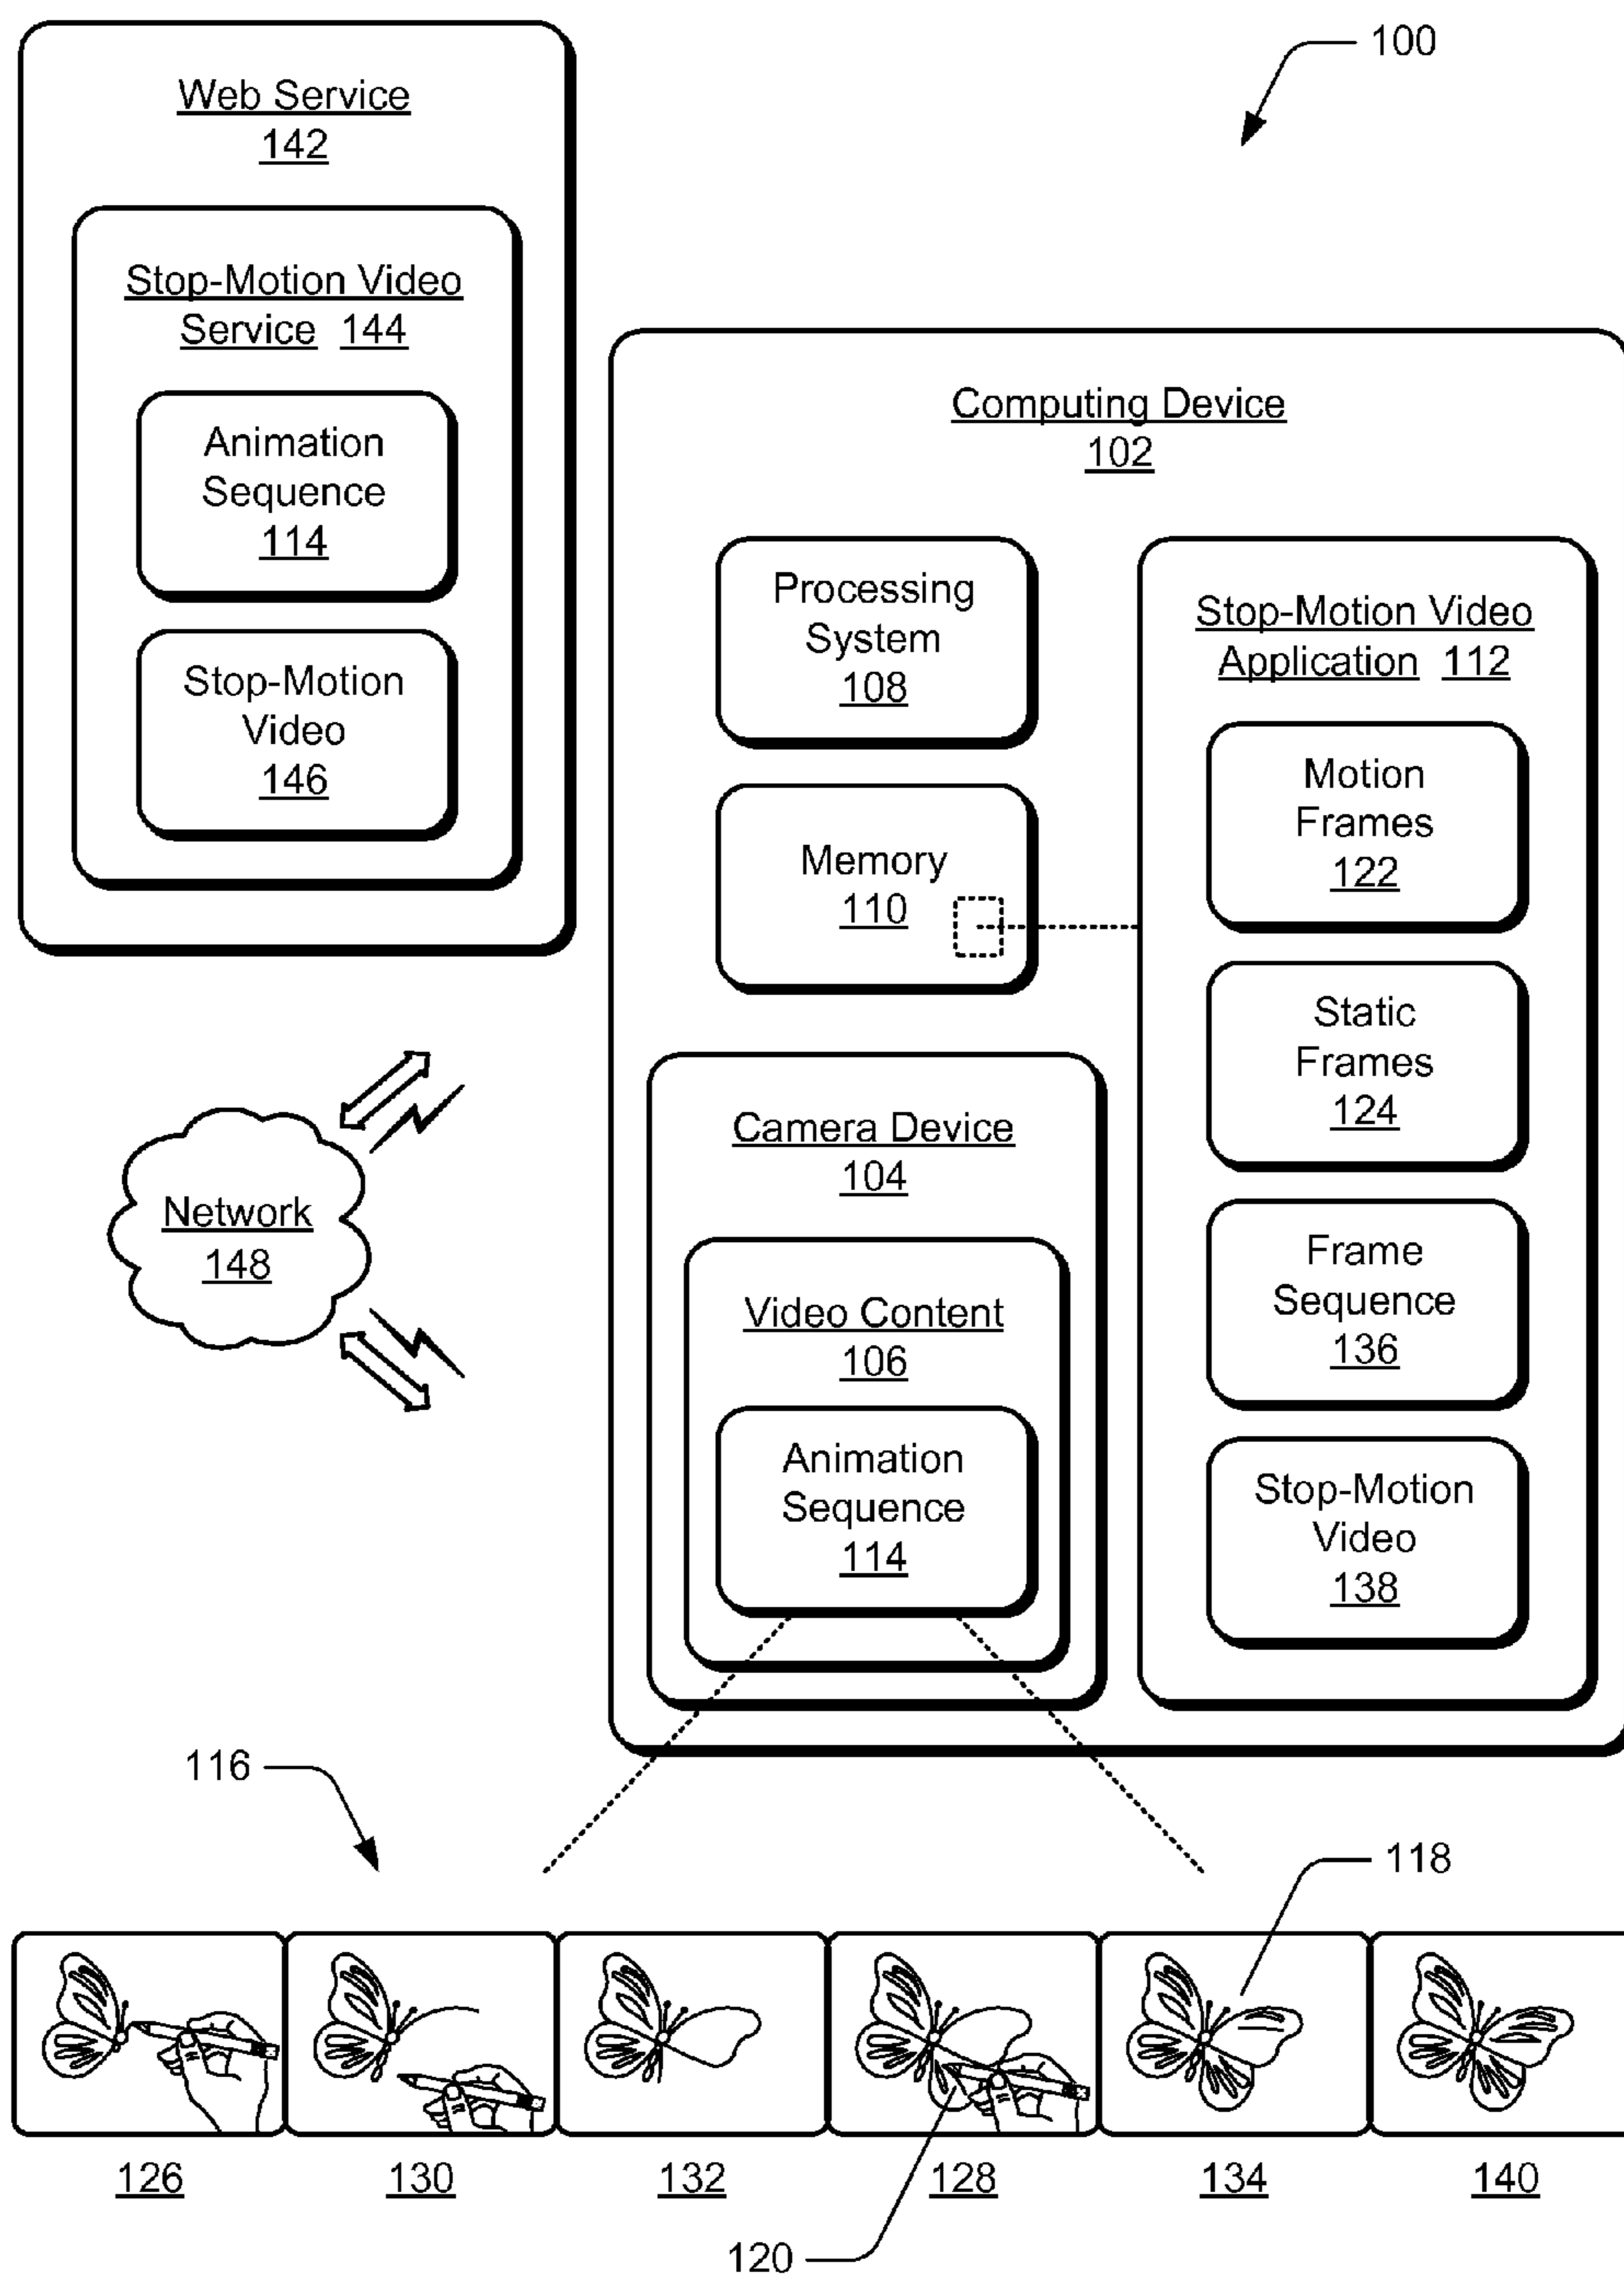 100
Web Service
142
Stop-Motion Video
Service 144
Animation
Sequence
114
Stop-Motion
Video
146
Computing Device
102
Processing
System
108
Memory
110
Stop-Motion Video
Application 112
Motion
Frames
122
Static
Frames
124
Frame
Sequence
136
Stop-Motion
Video
138
Camera Device
104
Video Content
106
Animation
Sequence
114
Network
148
116
118
126 130 132 128 134 140
120